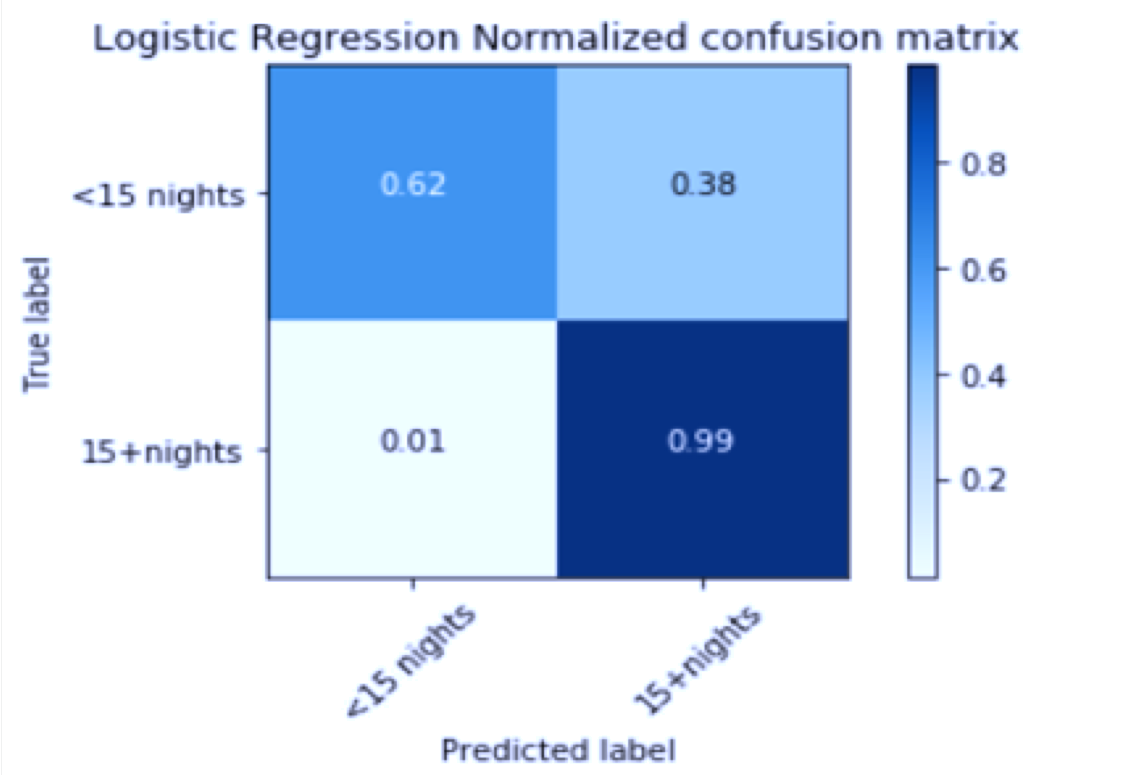 Logistic Regression Normalized confusion matrix
True label
<15 nights
0.62
0.38
15+nights
0.01
0.99
0.8
0.6
0.4
0.2
<15 nights
15+nights
Predicted label